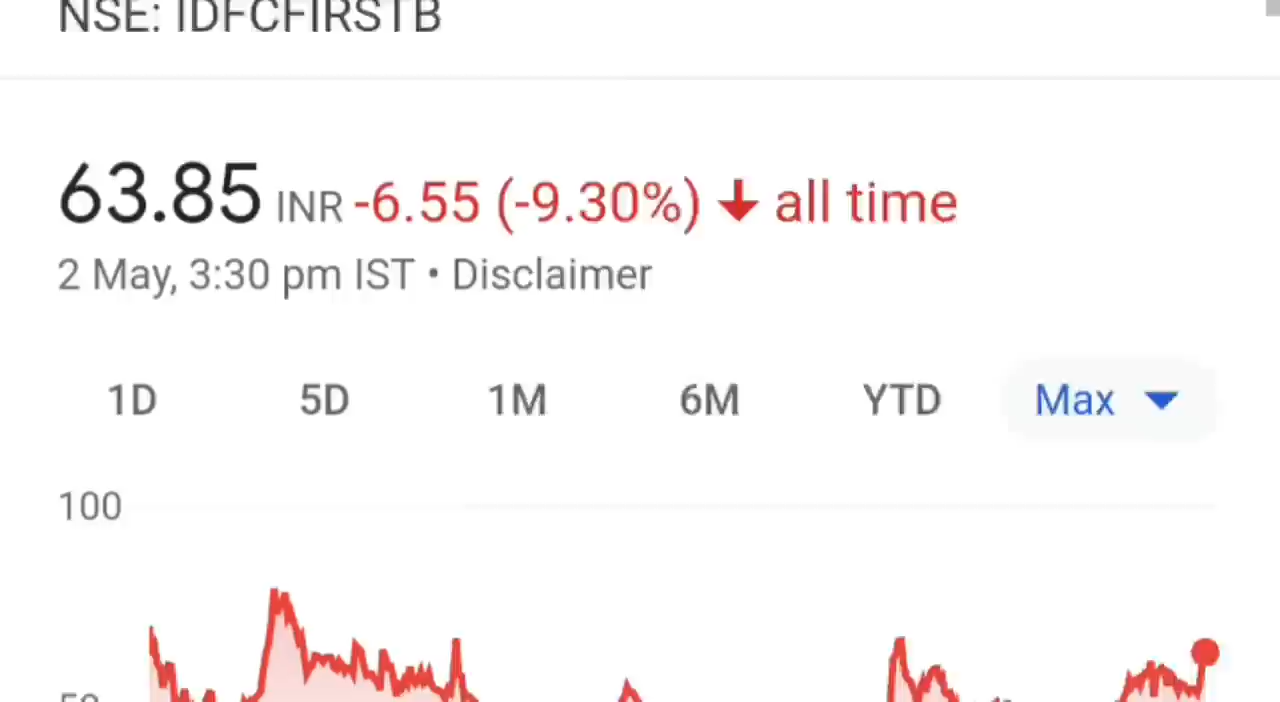 NSE: IDFCFIRSTB
63.85 INR -6.55 (-9.30%) ↓ all time
2 May, 3:30 pm IST • Disclaimer
1D 5D 1M 6M YTD Max
100
50